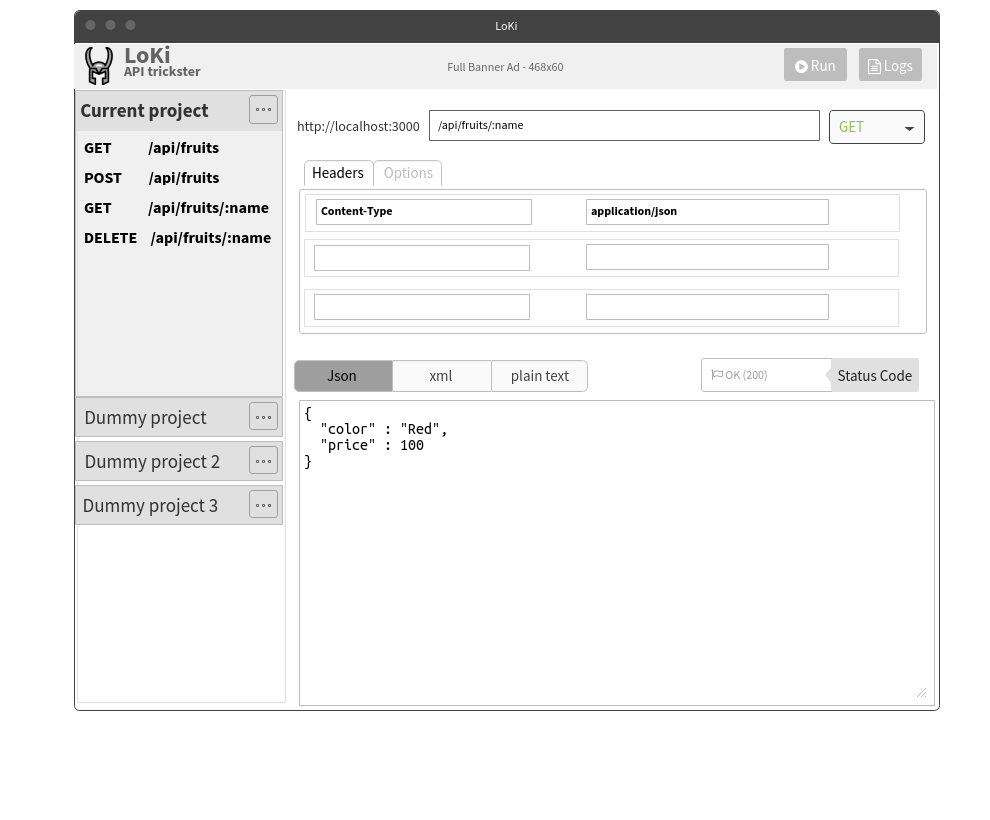 LoKi
LoKi
API trickster
Full Banner Ad - 468x60
Run
Logs
Current project
GET /api/fruits
POST /api/fruits
GET /api/fruits/:name
DELETE /api/fruits/:name
Dummy project
Dummy project 2
Dummy project 3
http://localhost:3000 /api/fruits/:name GET
Headers Options
Content-Type application/json
Json xml plain text OK (200) Status Code
{
  "color" : "Red",
  "price" : 100
}